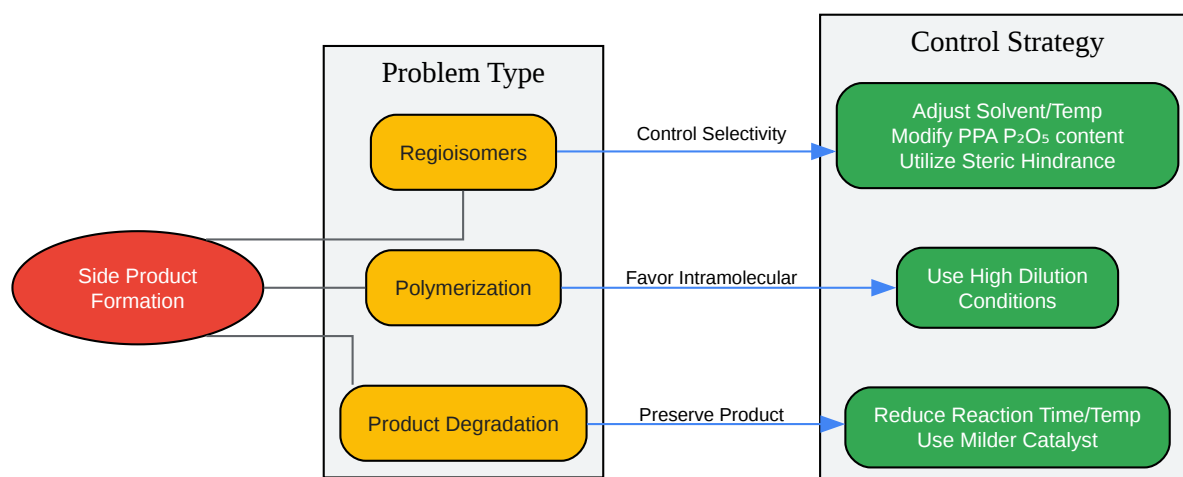 Problem Type
Control Strategy
Side Product
Formation
Regioisomers
Control Selectivity
Adjust Solvent/Temp
Modify PPA P₂O₅ content
Utilize Steric Hindrance
Polymerization
Favor Intramolecular
Use High Dilution
Conditions
Product Degradation
Preserve Product
Reduce Reaction Time/Temp
Use Milder Catalyst